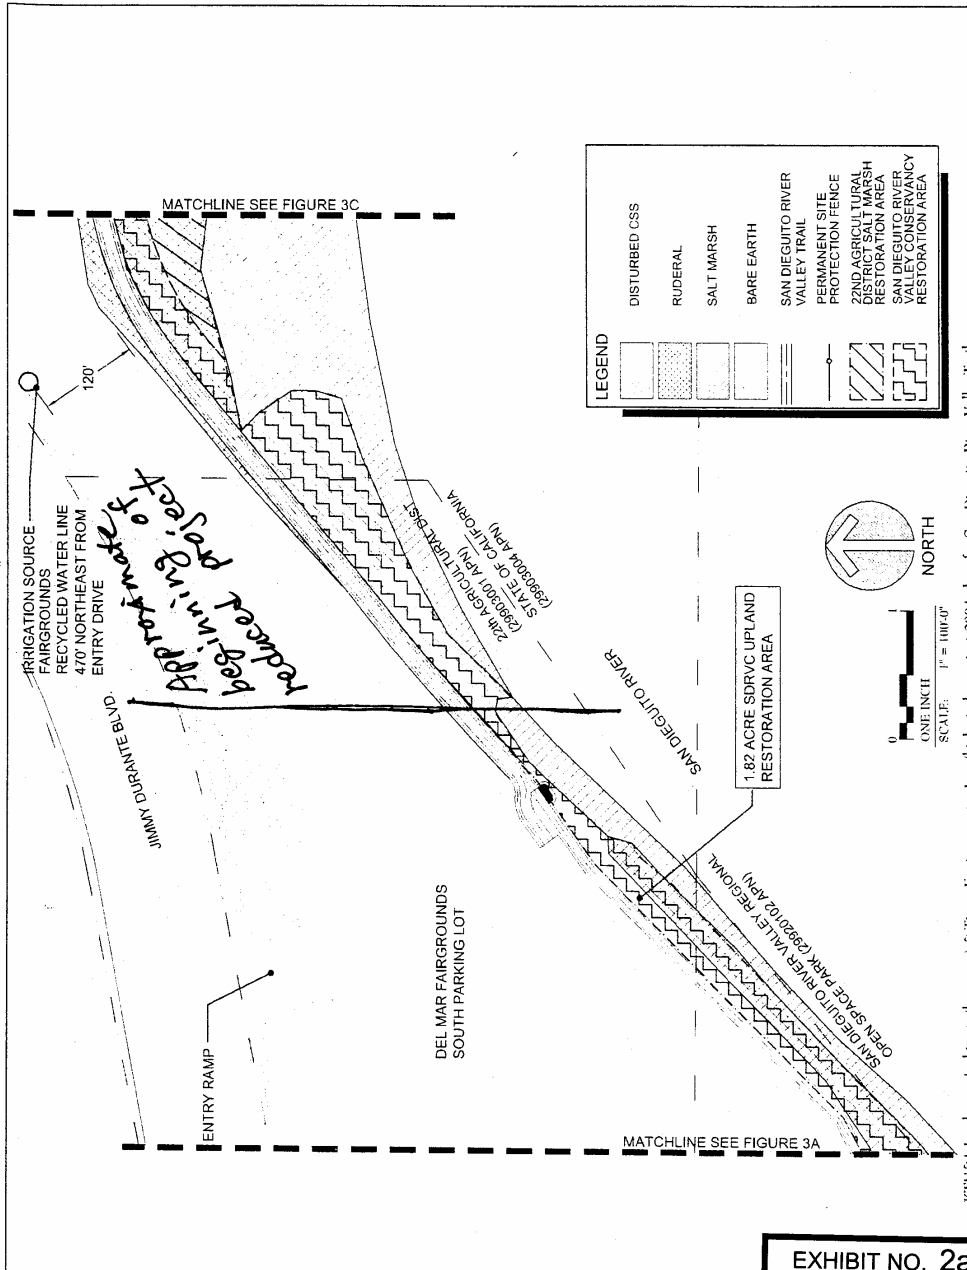 MATCHLINE SEE FIGURE 3C
120'
IRRIGATION SOURCE
FAIRGROUNDS
RECYCLED WATER LINE
470' NORTHEAST FROM
ENTRY DRIVE
Approximate
beginning of
reduced project
JIMMY DURANTE BLVD.
22th AGRICULTURAL DIST
(29903001 APN)
STATE OF CALIFORNIA
(29903004 APN)
SAN DIEGUITO RIVER
1.82 ACRE SDRVC UPLAND
RESTORATION AREA
DEL MAR FAIRGROUNDS
SOUTH PARKING LOT
ENTRY RAMP
SAN DIEGUITO RIVER VALLEY REGIONAL
OPEN SPACE PARK (29920102 APN)
MATCHLINE SEE FIGURE 3A
LEGEND
DISTURBED CSS
RUDERAL
SALT MARSH
BARE EARTH
SAN DIEGUITO RIVER
VALLEY TRAIL
PERMANENT SITE
PROTECTION FENCE
22ND AGRICULTURAL
DISTRICT SALT MARSH
RESTORATION AREA
SAN DIEGUITO RIVER
VALLEY CONSERVANCY
RESTORATION AREA
NORTH
0 1
ONE INCH
SCALE: 1" = 100'-0"
EXHIBIT NO. 2a